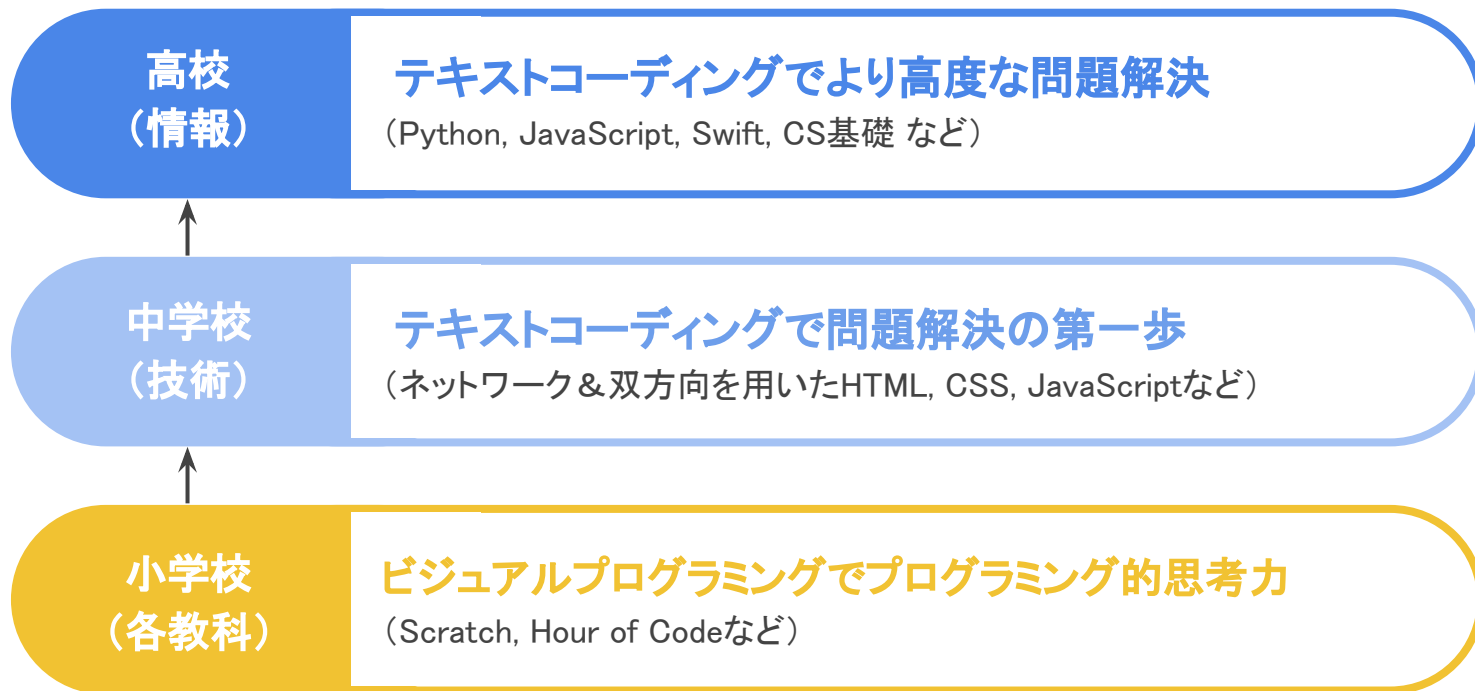 高校
（情報）
テキストコーディングでより高度な問題解決
（Python, JavaScript, Swift, CS基礎 など）
中学校
（技術）
テキストコーディングで問題解決の第一歩
（ネットワーク＆双方向を用いたHTML, CSS, JavaScriptなど）
小学校
（各教科）
ビジュアルプログラミングでプログラミング的思考力
（Scratch, Hour of Codeなど）